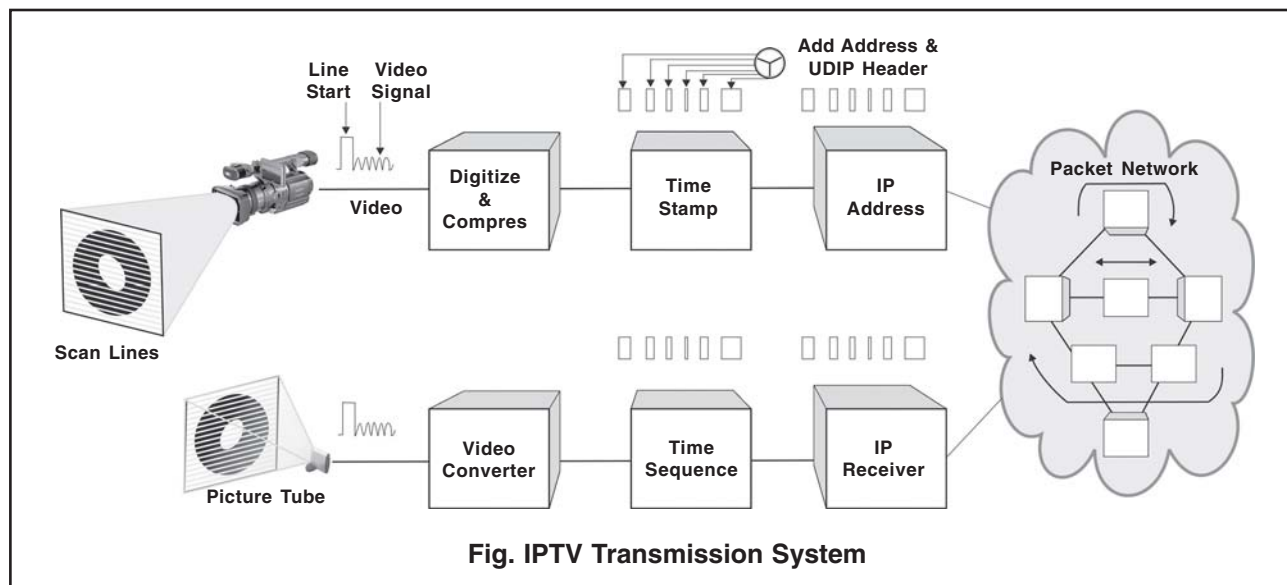 Line
Start
Video
Signal
Add Address &
UDIP Header
Video
Digitize
&
Compres
Time
Stamp
IP
Address
Packet Network
Scan Lines
Picture Tube
Video
Converter
Time
Sequence
IP
Receiver
Fig. IPTV Transmission System